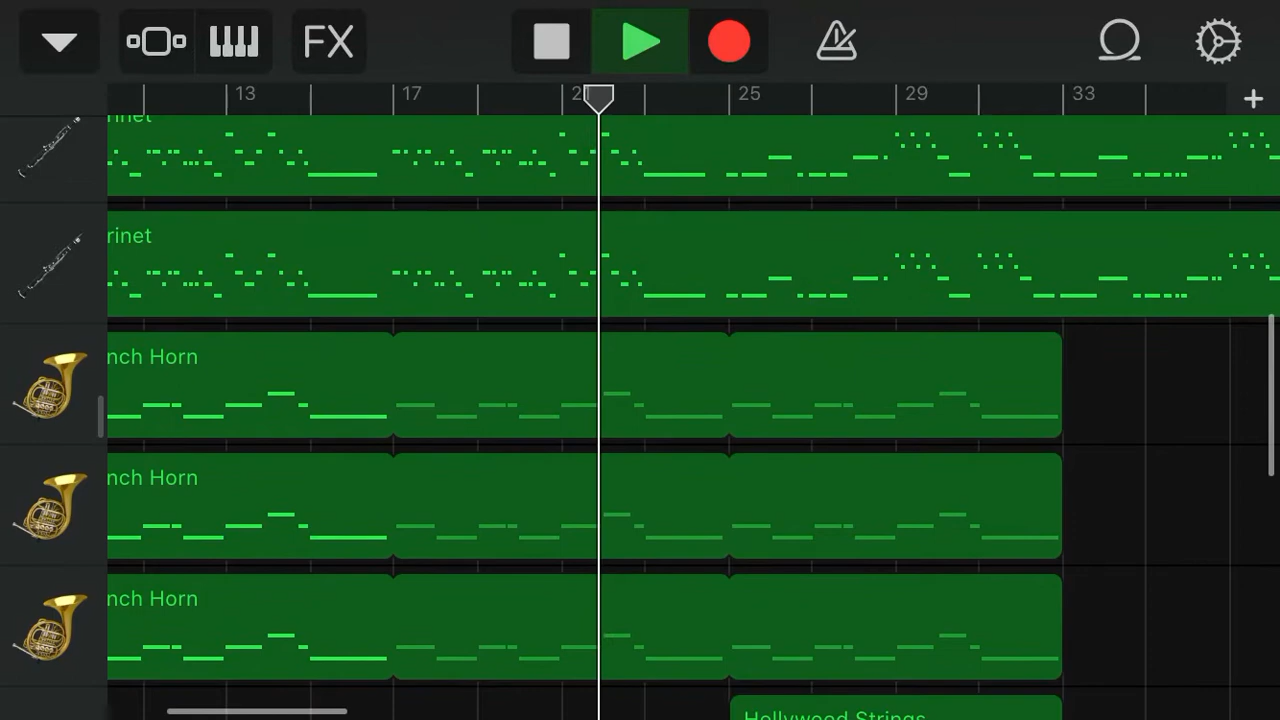 FX
13 17 25 29 33
rinet
rinet
nch Horn
nch Horn
nch Horn
Hollywood Strings